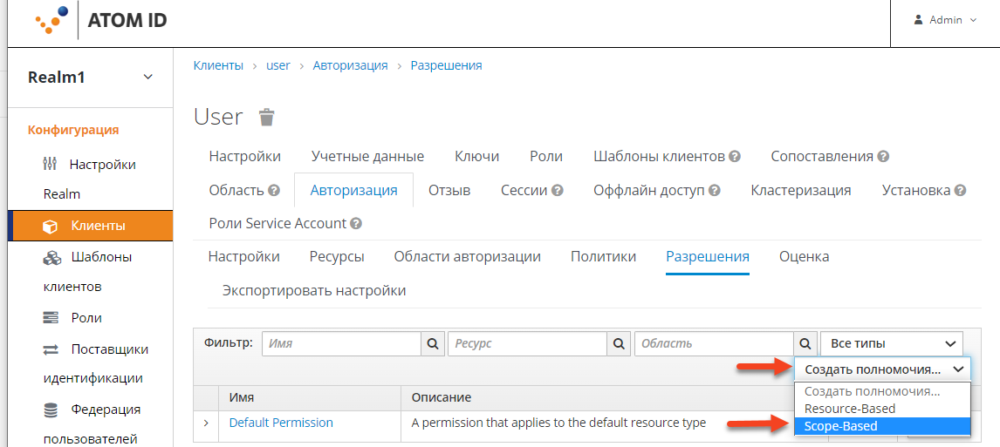 ATOM ID
Admin
Realm1
Конфигурация
Настройки
Realm
Клиенты
Шаблоны
клиентов
Роли
Поставщики
идентификации
Федерация
пользователей
Клиенты > user > Авторизация > Разрешения
User
Настройки Учетные данные Ключи Роли Шаблоны клиентов Сопоставления
Область Авторизация Отзыв Сессии Оффлайн доступ Кластеризация Установка
Роли Service Account
Настройки Ресурсы Области авторизации Политики Разрешения Оценка
Экспортировать настройки
Фильтр: Имя Ресурс Область Все типы
Создать полномочия...
Создать полномочия...
Resource-Based
Scope-Based
Имя Описание
Default Permission A permission that applies to the default resource type